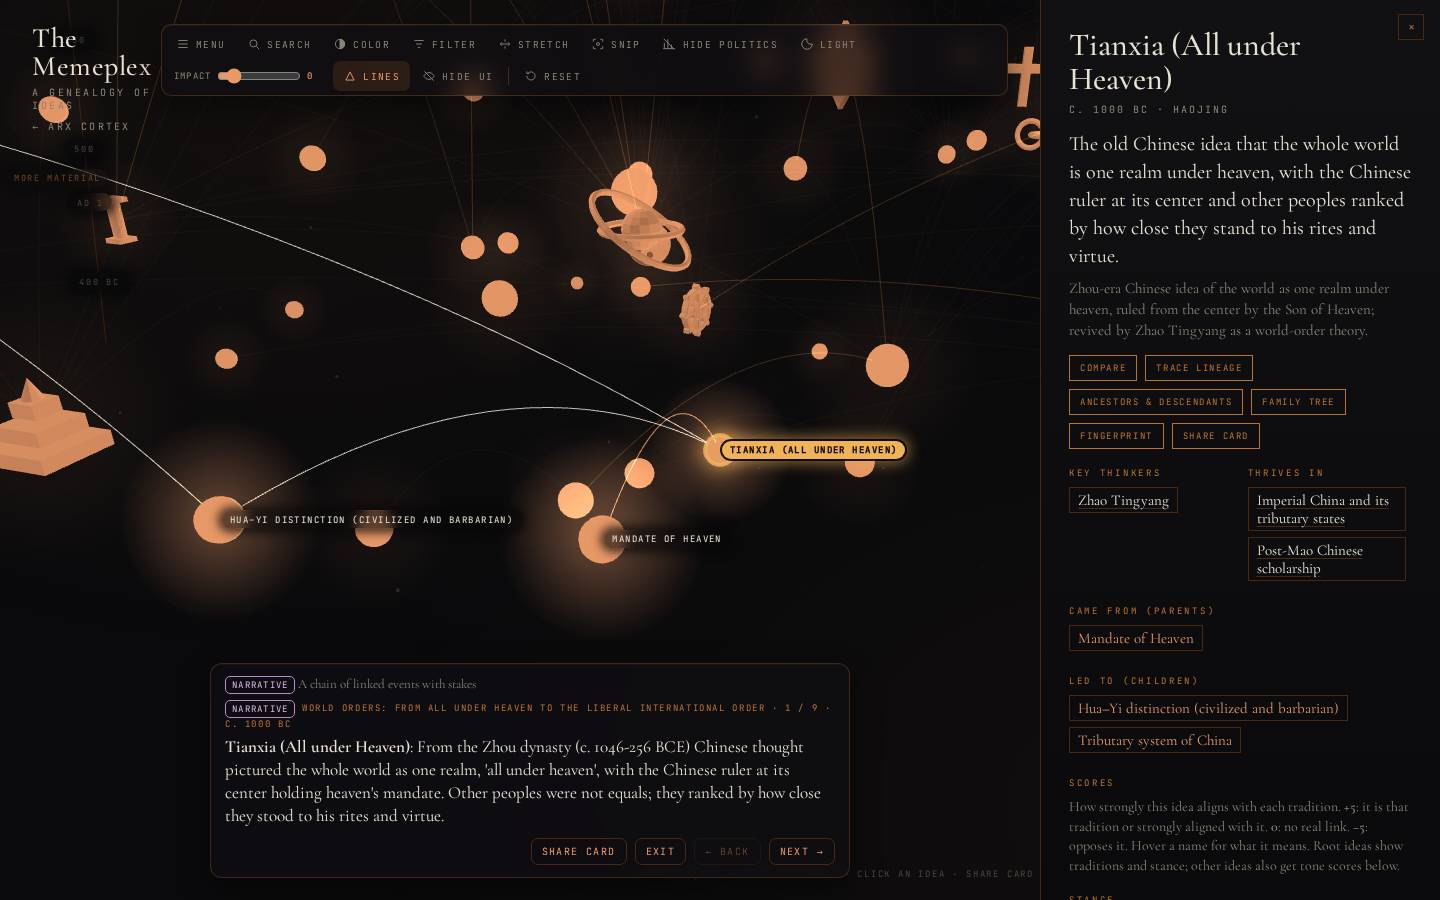 The
Memeplex
A GENEALOGY OF
IDEAS
← ARX CORTEX
500
MORE MATERIAL
AD 1
400 BC
MENU
SEARCH
COLOR
FILTER
STRETCH
SNIP
HIDE POLITICS
LIGHT
IMPACT
0
LINES
HIDE UI
RESET
TIANXIA (ALL UNDER HEAVEN)
HUA-YI DISTINCTION (CIVILIZED AND BARBARIAN)
MANDATE OF HEAVEN
NARRATIVE A chain of linked events with stakes
NARRATIVE WORLD ORDERS: FROM ALL UNDER HEAVEN TO THE LIBERAL INTERNATIONAL ORDER · 1 / 9 ·
C. 1000 BC
Tianxia (All under Heaven): From the Zhou dynasty (c. 1046-256 BCE) Chinese thought
pictured the whole world as one realm, 'all under heaven', with the Chinese ruler at its
center holding heaven's mandate. Other peoples were not equals; they ranked by how close
they stood to his rites and virtue.
SHARE CARD
EXIT
← BACK
NEXT →
CLICK AN IDEA · SHARE CARD
×
Tianxia (All under
Heaven)
C. 1000 BC · HAOJING
The old Chinese idea that the whole world
is one realm under heaven, with the Chinese
ruler at its center and other peoples ranked
by how close they stand to his rites and
virtue.
Zhou-era Chinese idea of the world as one realm under
heaven, ruled from the center by the Son of Heaven;
revived by Zhao Tingyang as a world-order theory.
COMPARE
TRACE LINEAGE
ANCESTORS & DESCENDANTS
FAMILY TREE
FINGERPRINT
SHARE CARD
KEY THINKERS
Zhao Tingyang
THRIVES IN
Imperial China and its
tributary states
Post-Mao Chinese
scholarship
CAME FROM (PARENTS)
Mandate of Heaven
LED TO (CHILDREN)
Hua–Yi distinction (civilized and barbarian)
Tributary system of China
SCORES
How strongly this idea aligns with each tradition. +5: it is that
tradition or strongly aligned with it. 0: no real link. −5:
opposes it. Hover a name for what it means. Root ideas show
traditions and stance; other ideas also get tone scores below.